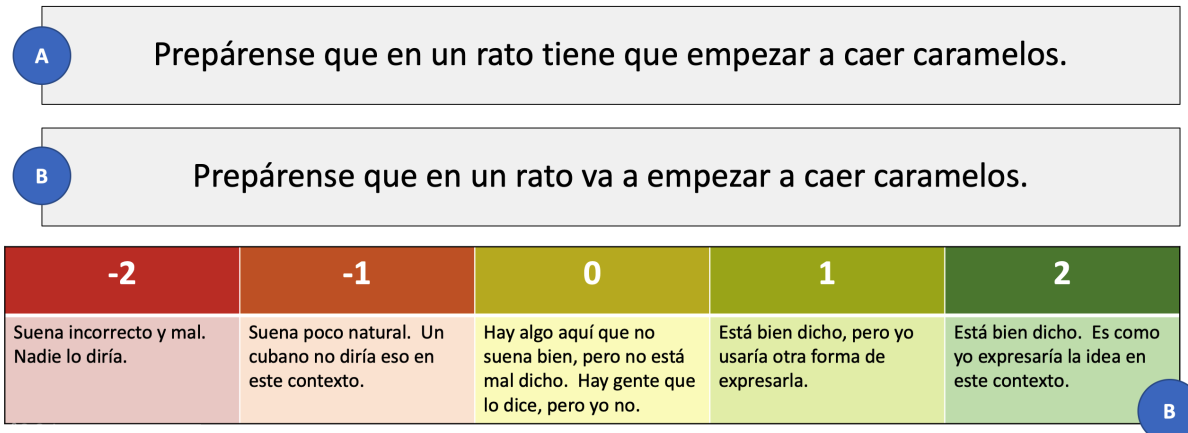 A
Prepárense que en un rato tiene que empezar a caer caramelos.
B
Prepárense que en un rato va a empezar a caer caramelos.
-2
-1
0
1
2
Suena incorrecto y mal.
Nadie lo diría.
Suena poco natural. Un
cubano no diría eso en
este contexto.
Hay algo aquí que no
suena bien, pero no está
mal dicho. Hay gente que
lo dice, pero yo no.
Está bien dicho, pero yo
usaría otra forma de
expresarla.
Está bien dicho. Es como
yo expresaría la idea en
este contexto.
B